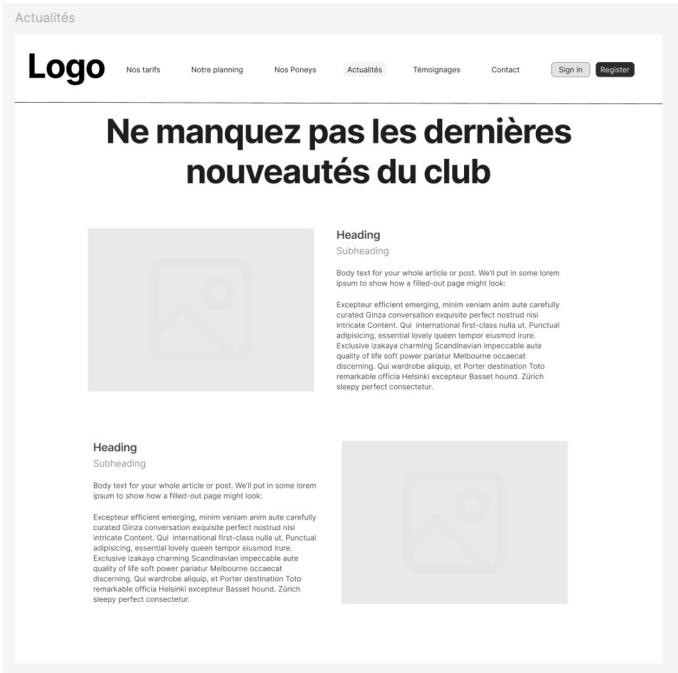 Actualités
Logo
Nos tarifs
Notre planning
Nos Poneys
Actualités
Témoignages
Contact
Sign in
Register
Ne manquez pas les dernières
nouveautés du club
Heading
Subheading
Body text for your whole article or post. We'll put in some lorem
ipsum to show how a filled-out page might look:
Excepteur efficient emerging, minim veniam anim aute carefully
curated Ginza conversation exquisite perfect nostrud nisi
intricate Content. Qui  international first-class nulla ut. Punctual
adipisicing, essential lovely queen tempor eiusmod irure.
Exclusive izakaya charming Scandinavian impeccable aute
quality of life soft power pariatur Melbourne occaecat
discerning. Qui wardrobe aliquip, et Porter destination Toto
remarkable officia Helsinki excepteur Basset hound. Zürich
sleepy perfect consectetur.
Heading
Subheading
Body text for your whole article or post. We'll put in some lorem
ipsum to show how a filled-out page might look:
Excepteur efficient emerging, minim veniam anim aute carefully
curated Ginza conversation exquisite perfect nostrud nisi
intricate Content. Qui  international first-class nulla ut. Punctual
adipisicing, essential lovely queen tempor eiusmod irure.
Exclusive izakaya charming Scandinavian impeccable aute
quality of life soft power pariatur Melbourne occaecat
discerning. Qui wardrobe aliquip, et Porter destination Toto
remarkable officia Helsinki excepteur Basset hound. Zürich
sleepy perfect consectetur.